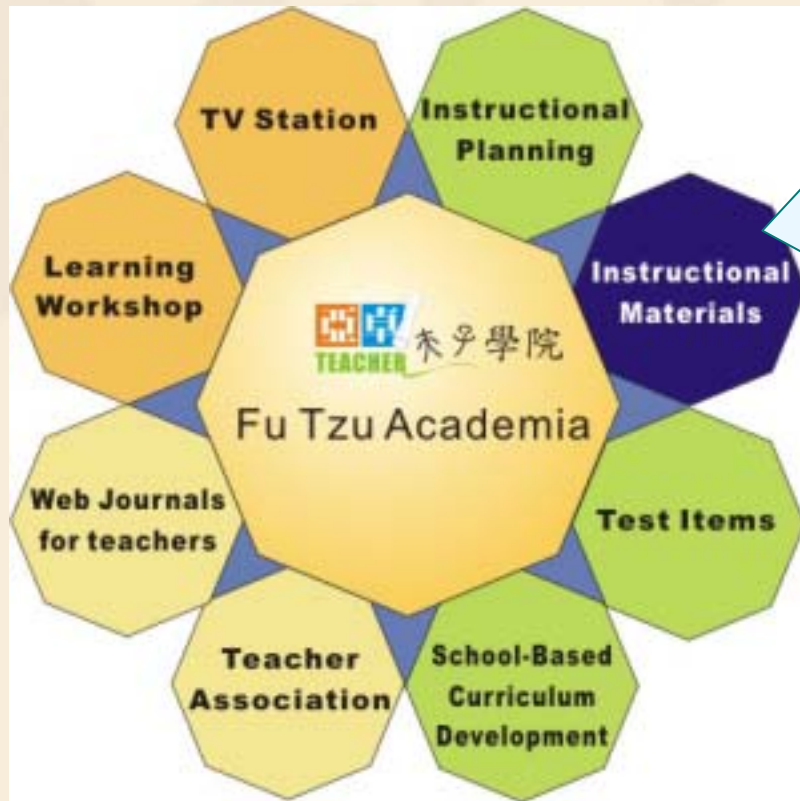 TV Station
Instructional
Planning
Instructional
Materials
Test Items
School-Based
Curriculum
Development
Teacher
Association
Web Journals
for teachers
Learning
Workshop
TEACHER
夫子學院
Fu Tzu Academia